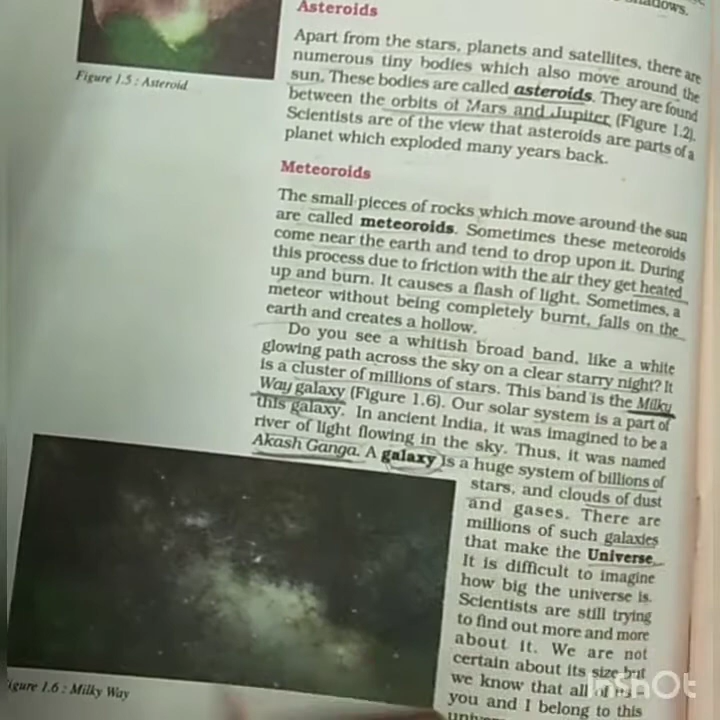 shadows.
Asteroids
Apart from the stars, planets and satellites, there are
numerous tiny bodies which also move around the
sun. These bodies are called asteroids. They are found
between the orbits of Mars and Jupiter (Figure 1.2).
Scientists are of the view that asteroids are parts of a
planet which exploded many years back.
Figure 1.5 : Asteroid
Meteoroids
The small pieces of rocks which move around the sun
are called meteoroids. Sometimes these meteoroids
come near the earth and tend to drop upon it. During
this process due to friction with the air they get heated
up and burn. It causes a flash of light. Sometimes, a
meteor without being completely burnt, falls on the
earth and creates a hollow.
Do you see a whitish broad band, like a white
glowing path across the sky on a clear starry night? It
is a cluster of millions of stars. This band is the Milky
Way galaxy (Figure 1.6). Our solar system is a part of
this galaxy. In ancient India, it was imagined to be a
river of light flowing in the sky. Thus, it was named
Akash Ganga. A galaxy is a huge system of billions of
stars, and clouds of dust
and gases. There are
millions of such galaxies
that make the Universe.
It is difficult to imagine
how big the universe is.
Scientists are still trying
to find out more and more
about it. We are not
certain about its size but
we know that all of us
you and I belong to this
Figure 1.6 : Milky Way
InShOt